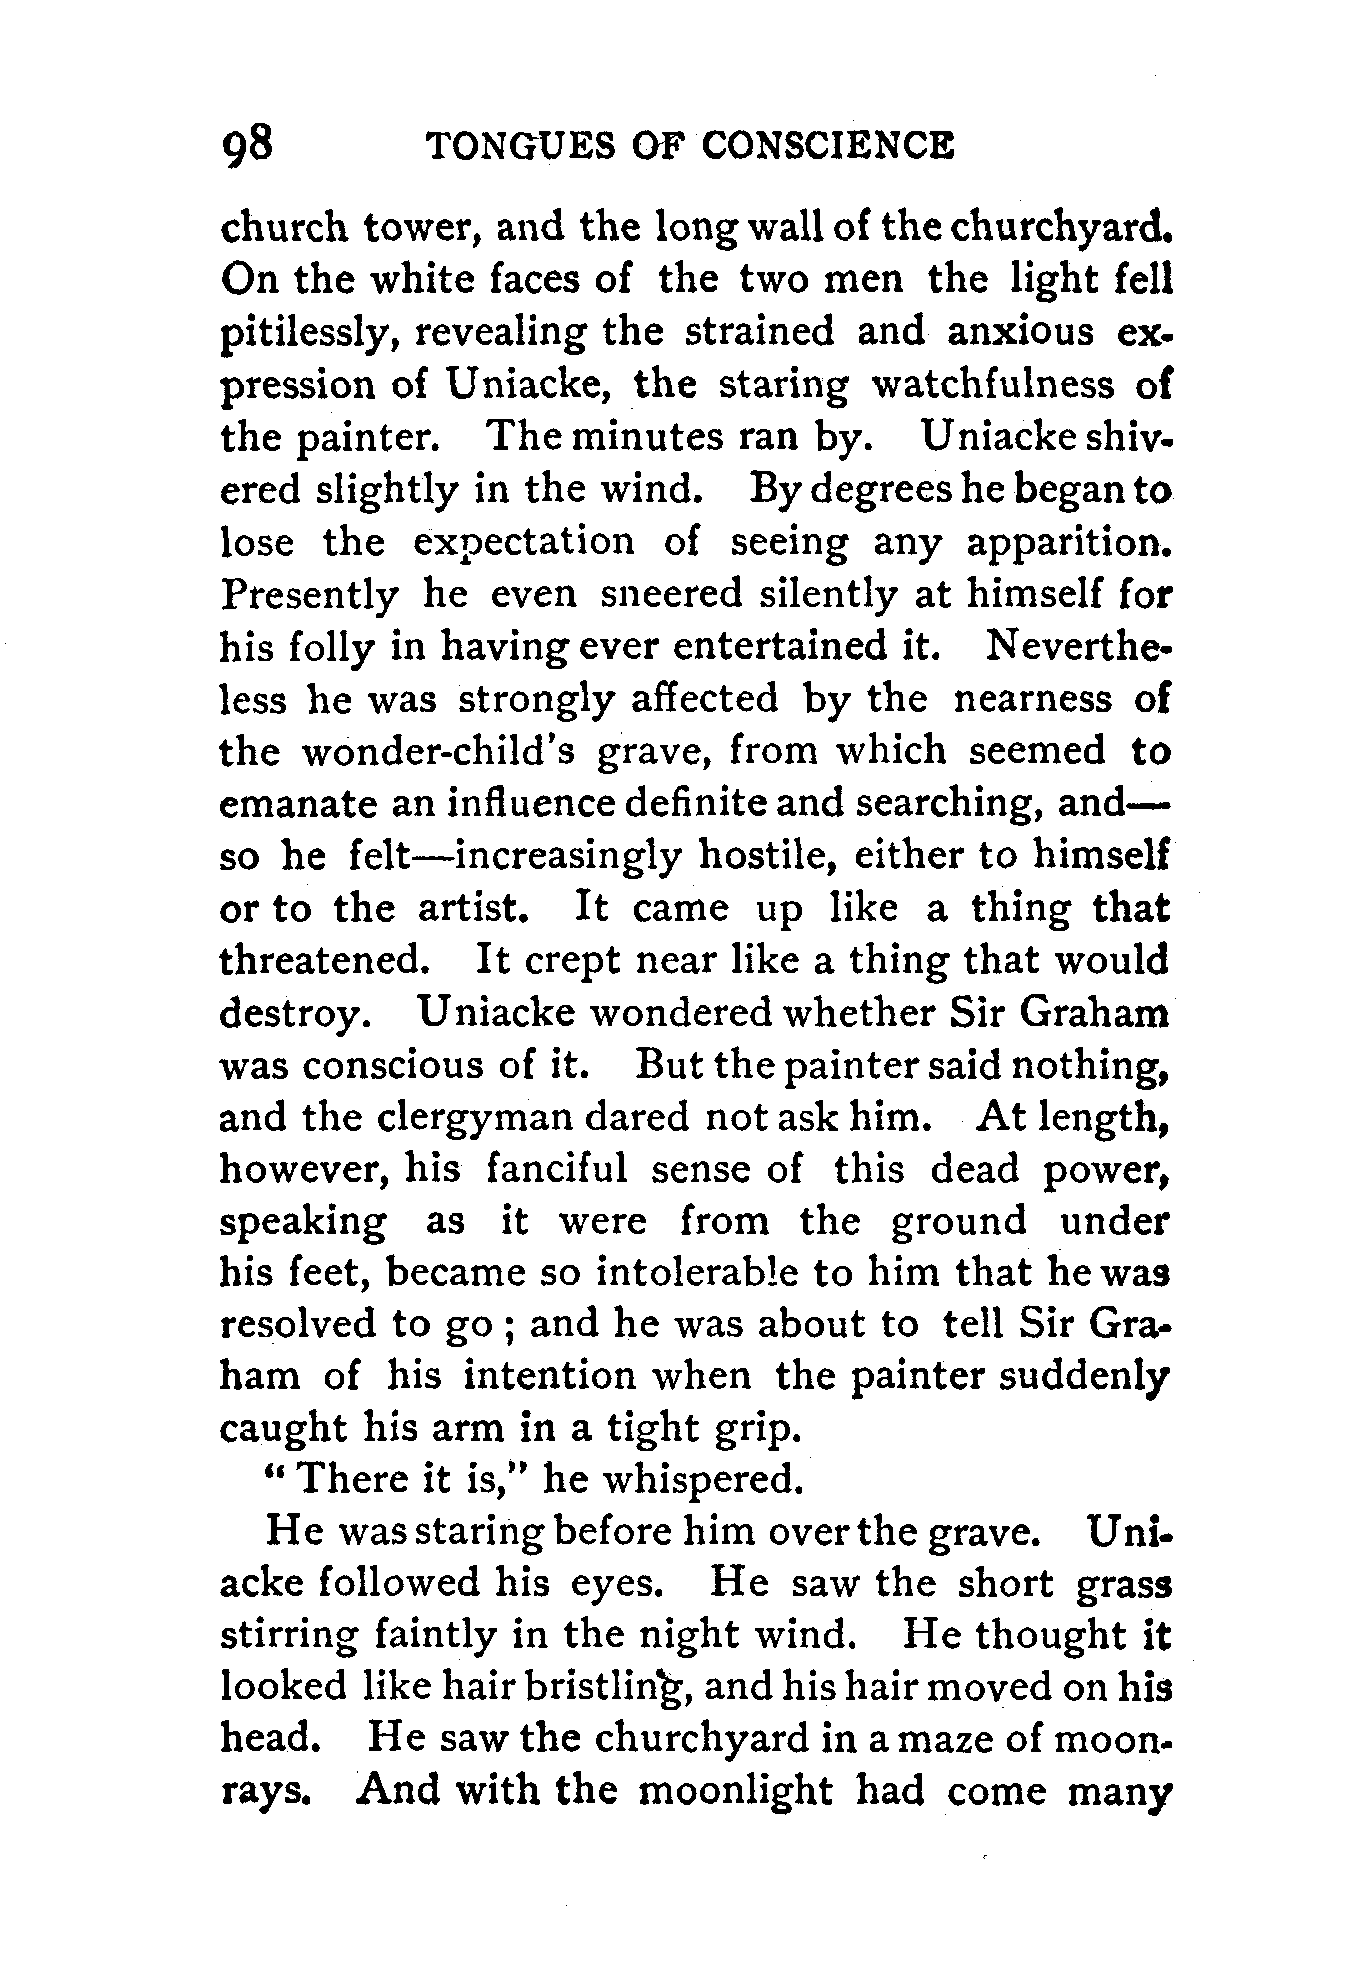 98 TONGUES OF CONSCIENCE
church tower, and the long wall of the churchyard.
On the white faces of the two men the light fell
pitilessly, revealing the strained and anxious ex-
pression of Uniacke, the staring watchfulness of
the painter. The minutes ran by. Uniacke shiv-
ered slightly in the wind. By degrees he began to
lose the expectation of seeing any apparition.
Presently he even sneered silently at himself for
his folly in having ever entertained it. Neverthe-
less he was strongly affected by the nearness of
the wonder-child's grave, from which seemed to
emanate an influence definite and searching, and—
so he felt—increasingly hostile, either to himself
or to the artist. It came up like a thing that
threatened. It crept near like a thing that would
destroy. Uniacke wondered whether Sir Graham
was conscious of it. But the painter said nothing,
and the clergyman dared not ask him. At length,
however, his fanciful sense of this dead power,
speaking as it were from the ground under
his feet, became so intolerable to him that he was
resolved to go ; and he was about to tell Sir Gra-
ham of his intention when the painter suddenly
caught his arm in a tight grip.
“ There it is,” he whispered.
He was staring before him over the grave. Uni-
acke followed his eyes. He saw the short grass
stirring faintly in the night wind. He thought it
looked like hair bristling, and his hair moved on his
head. He saw the churchyard in a maze of moon-
rays. And with the moonlight had come many